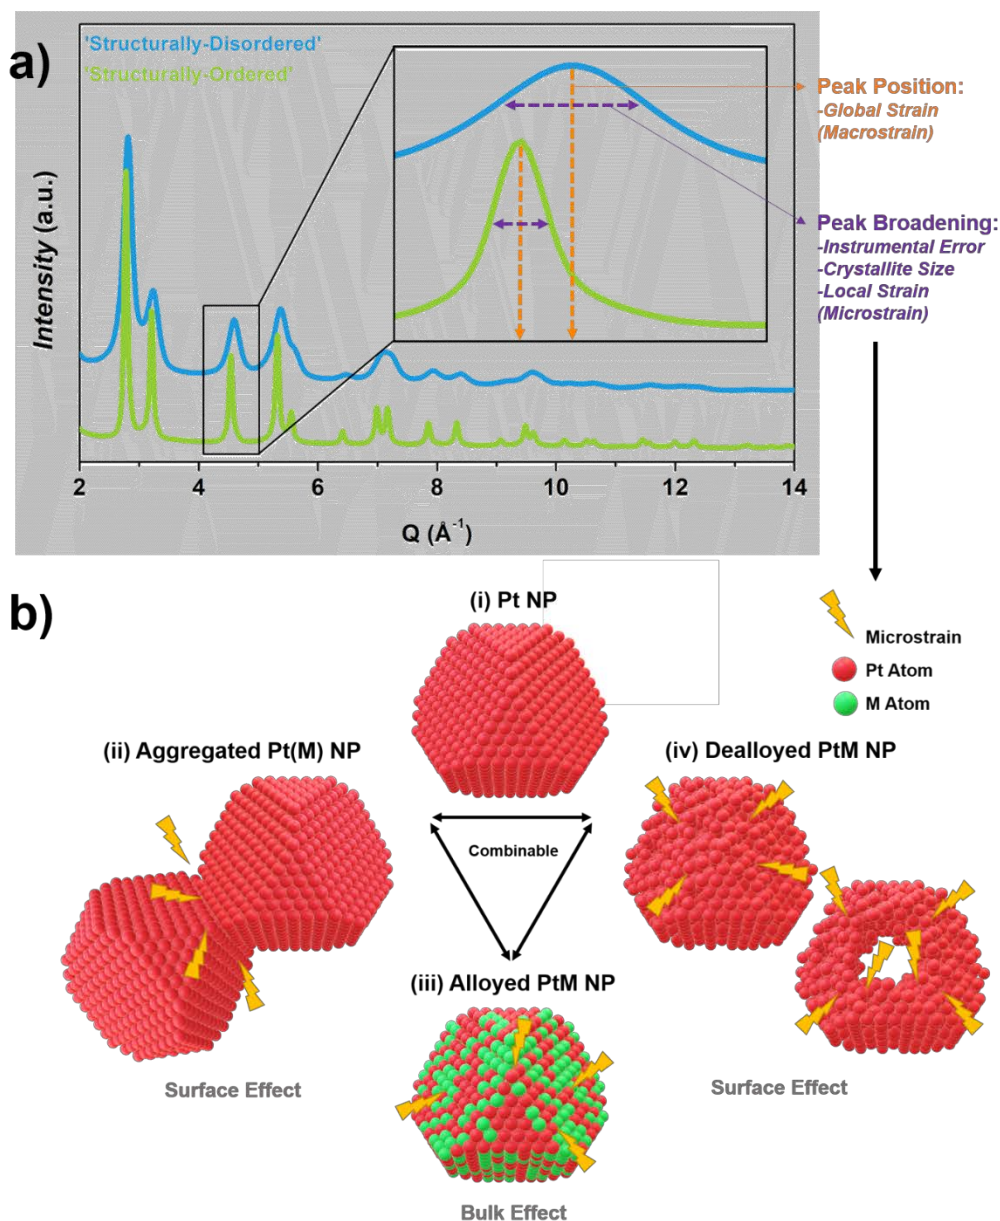 a)
'Structurally-Disordered'
'Structurally-Ordered'
Intensity (a.u.)
2 4 6 8 10 12 14
Q (Å⁻¹)
Peak Position:
-Global Strain
(Macrostrain)
Peak Broadening:
-Instrumental Error
-Crystallite Size
-Local Strain
(Microstrain)
b)
(i) Pt NP
Microstrain
Pt Atom
M Atom
(ii) Aggregated Pt(M) NP
(iv) Dealloyed PtM NP
Combinable
(iii) Alloyed PtM NP
Surface Effect
Surface Effect
Bulk Effect